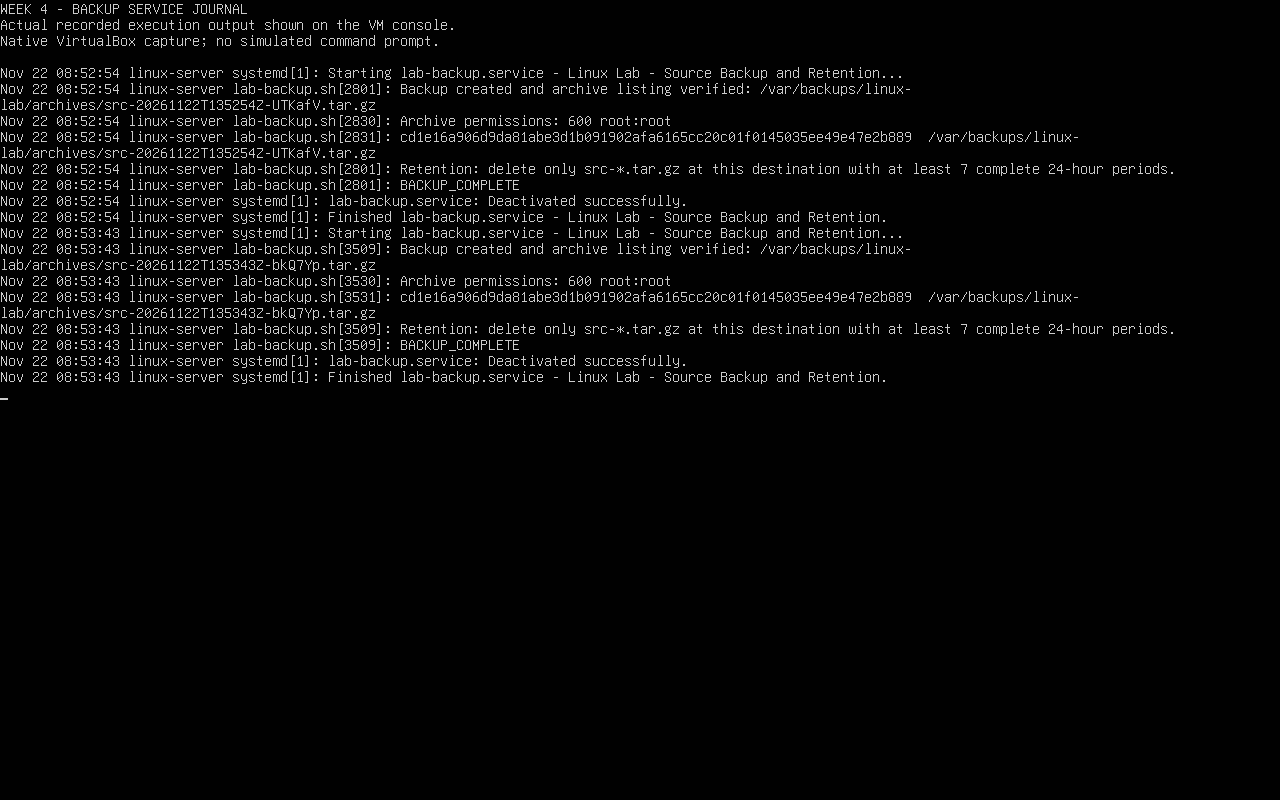 WEEK 4 - BACKUP SERVICE JOURNAL
Actual recorded execution output shown on the VM console.
Native VirtualBox capture; no simulated command prompt.
Nov 22 08:52:54 linux-server systemd[1]: Starting lab-backup.service - Linux Lab - Source Backup and Retention...
Nov 22 08:52:54 linux-server lab-backup.sh[2801]: Backup created and archive listing verified: /var/backups/linux-
lab/archives/src-20261122T135254Z-UTKafV.tar.gz
Nov 22 08:52:54 linux-server lab-backup.sh[2830]: Archive permissions: 600 root:root
Nov 22 08:52:54 linux-server lab-backup.sh[2831]: cd1e16a906d9da81abe3d1b091902afa6165cc20c01f0145035ee49e47e2b889  /var/backups/linux-
lab/archives/src-20261122T135254Z-UTKafV.tar.gz
Nov 22 08:52:54 linux-server lab-backup.sh[2801]: Retention: delete only src-*.tar.gz at this destination with at least 7 complete 24-hour periods.
Nov 22 08:52:54 linux-server lab-backup.sh[2801]: BACKUP_COMPLETE
Nov 22 08:52:54 linux-server systemd[1]: lab-backup.service: Deactivated successfully.
Nov 22 08:52:54 linux-server systemd[1]: Finished lab-backup.service - Linux Lab - Source Backup and Retention.
Nov 22 08:53:43 linux-server systemd[1]: Starting lab-backup.service - Linux Lab - Source Backup and Retention...
Nov 22 08:53:43 linux-server lab-backup.sh[3509]: Backup created and archive listing verified: /var/backups/linux-
lab/archives/src-20261122T135343Z-bkQ7Yp.tar.gz
Nov 22 08:53:43 linux-server lab-backup.sh[3530]: Archive permissions: 600 root:root
Nov 22 08:53:43 linux-server lab-backup.sh[3531]: cd1e16a906d9da81abe3d1b091902afa6165cc20c01f0145035ee49e47e2b889  /var/backups/linux-
lab/archives/src-20261122T135343Z-bkQ7Yp.tar.gz
Nov 22 08:53:43 linux-server lab-backup.sh[3509]: Retention: delete only src-*.tar.gz at this destination with at least 7 complete 24-hour periods.
Nov 22 08:53:43 linux-server lab-backup.sh[3509]: BACKUP_COMPLETE
Nov 22 08:53:43 linux-server systemd[1]: lab-backup.service: Deactivated successfully.
Nov 22 08:53:43 linux-server systemd[1]: Finished lab-backup.service - Linux Lab - Source Backup and Retention.